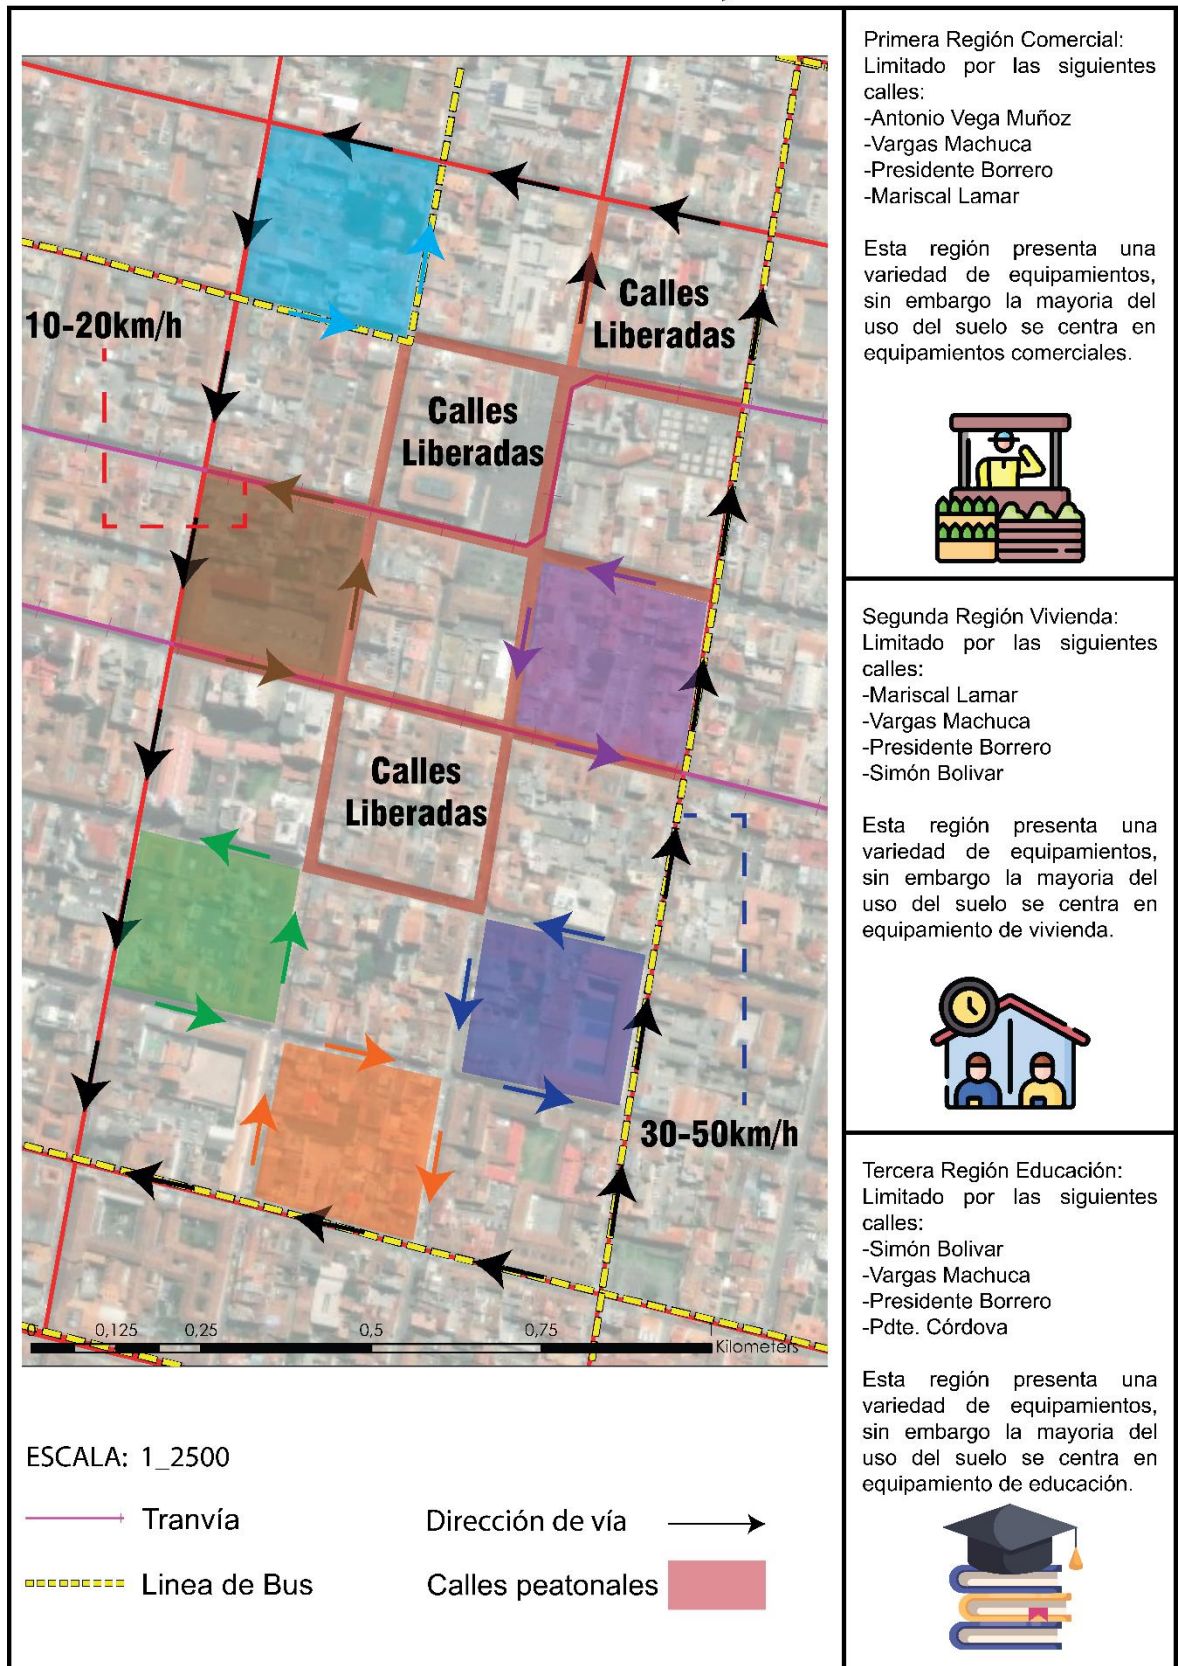 10-20km/h
Calles
Liberadas
Calles
Liberadas
Calles
Liberadas
30-50km/h
0 0,125 0,25 0,5 0,75 1
Kilometers
ESCALA: 1_2500
Tranvía
Linea de Bus
Dirección de vía
Calles peatonales
Primera Región Comercial:
Limitado por las siguientes
calles:
-Antonio Vega Muñoz
-Vargas Machuca
-Presidente Borrero
-Mariscal Lamar
Esta región presenta una
variedad de equipamientos,
sin embargo la mayoria del
uso del suelo se centra en
equipamientos comerciales.
Segunda Región Vivienda:
Limitado por las siguientes
calles:
-Mariscal Lamar
-Vargas Machuca
-Presidente Borrero
-Simón Bolivar
Esta región presenta una
variedad de equipamientos,
sin embargo la mayoria del
uso del suelo se centra en
equipamiento de vivienda.
Tercera Región Educación:
Limitado por las siguientes
calles:
-Simón Bolivar
-Vargas Machuca
-Presidente Borrero
-Pdte. Córdova
Esta región presenta una
variedad de equipamientos,
sin embargo la mayoria del
uso del suelo se centra en
equipamiento de educación.